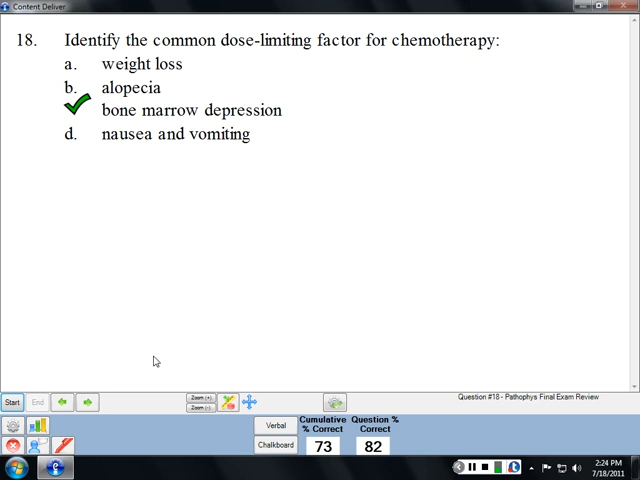 Content Deliver
18. Identify the common dose-limiting factor for chemotherapy:
a. weight loss
b. alopecia
bone marrow depression
d. nausea and vomiting
Start End Zoom (+) Question #18 - Pathophys Final Exam Review
Zoom (-)
Verbal Cumulative % Correct Question % Correct
Chalkboard 73 82
2:24 PM
7/18/2011